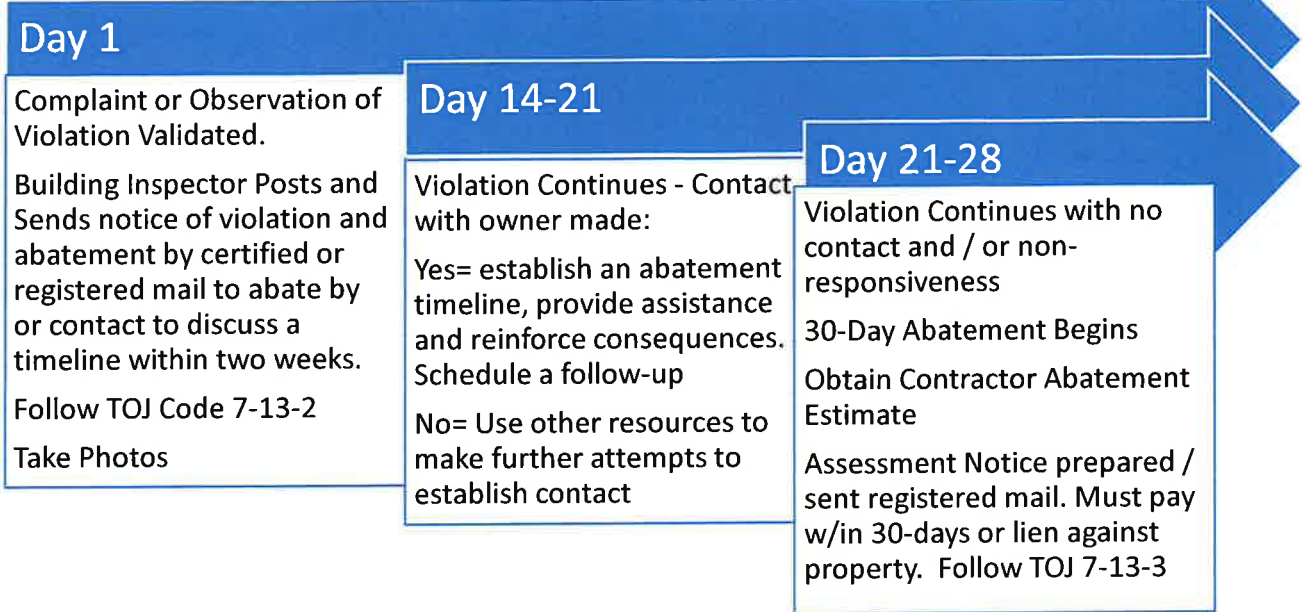 Day 1
Complaint or Observation of
Violation Validated.
Building Inspector Posts and
Sends notice of violation and
abatement by certified or
registered mail to abate by
or contact to discuss a
timeline within two weeks.
Follow TOJ Code 7-13-2
Take Photos
Day 14-21
Violation Continues - Contact
with owner made:
Yes= establish an abatement
timeline, provide assistance
and reinforce consequences.
Schedule a follow-up
No= Use other resources to
make further attempts to
establish contact
Day 21-28
Violation Continues with no
contact and / or non-
responsiveness
30-Day Abatement Begins
Obtain Contractor Abatement
Estimate
Assessment Notice prepared /
sent registered mail. Must pay
w/in 30-days or lien against
property.  Follow TOJ 7-13-3